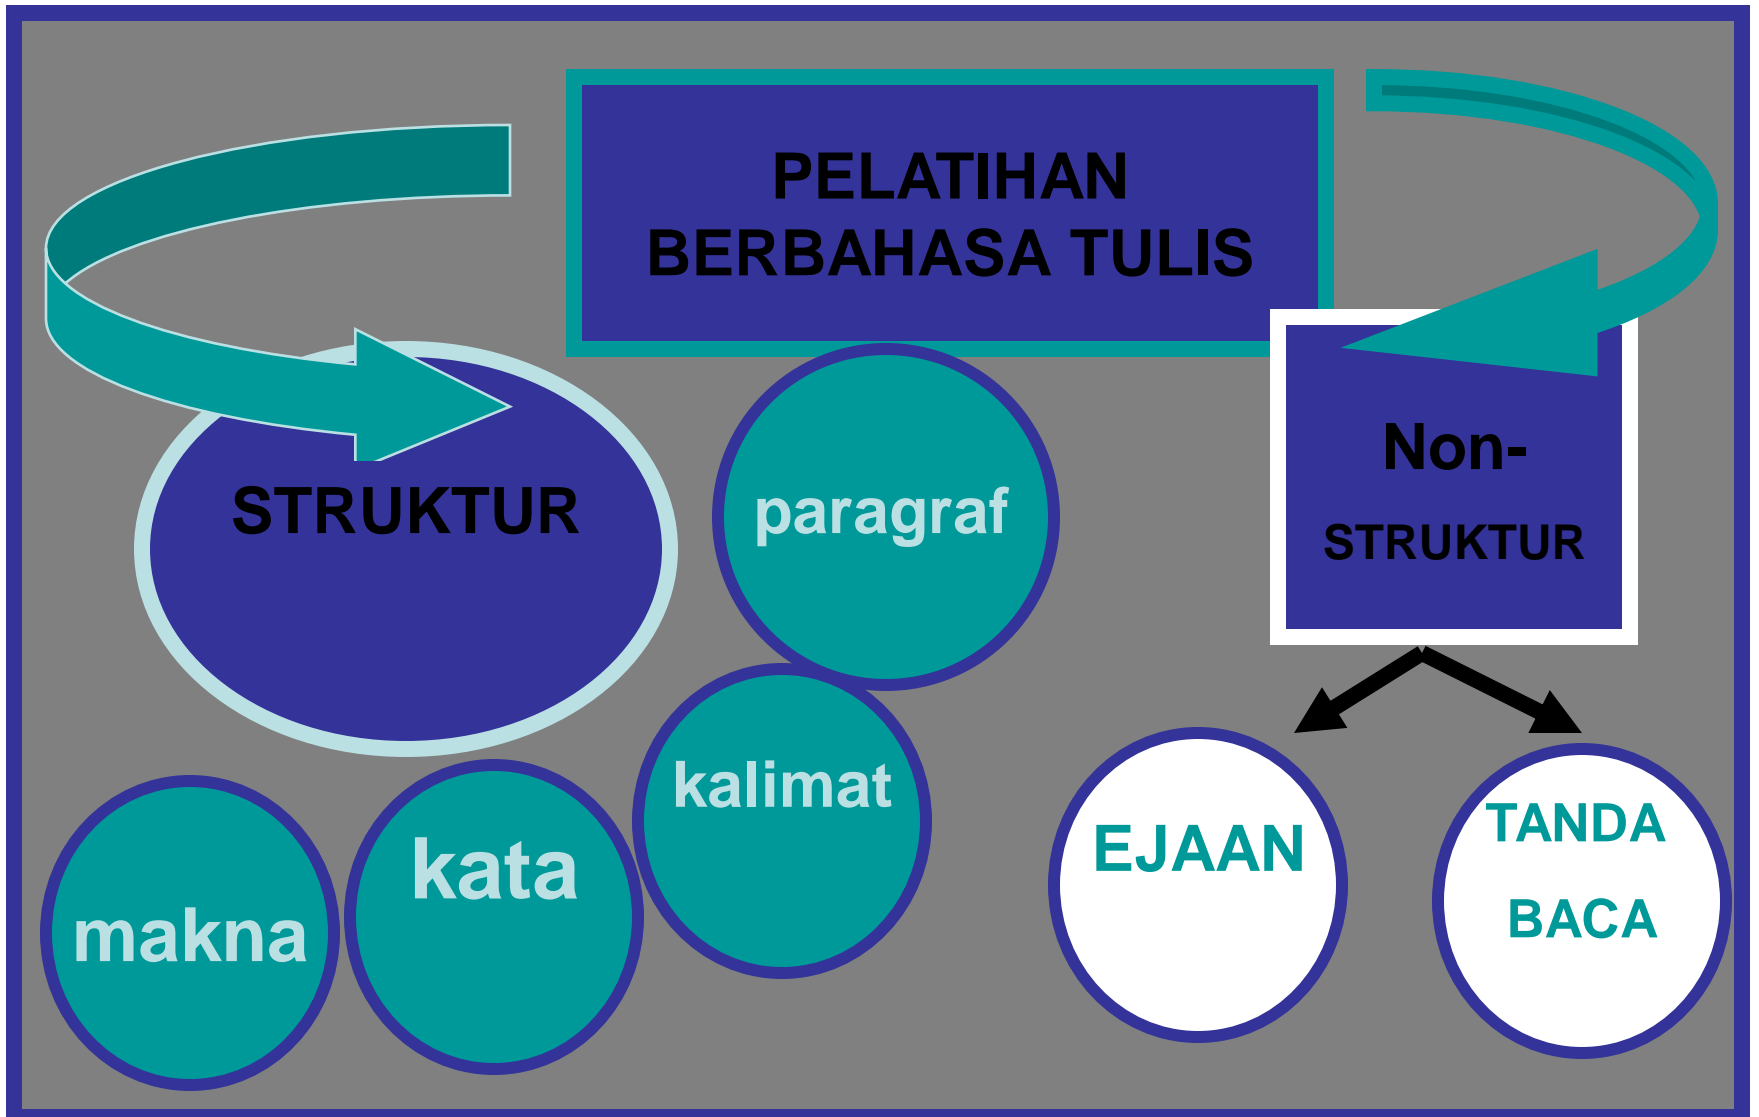 PELATIHAN
BERBAHASA TULIS
STRUKTUR
paragraf
Non-
STRUKTUR
kalimat
kata
makna
EJAAN
TANDA
BACA